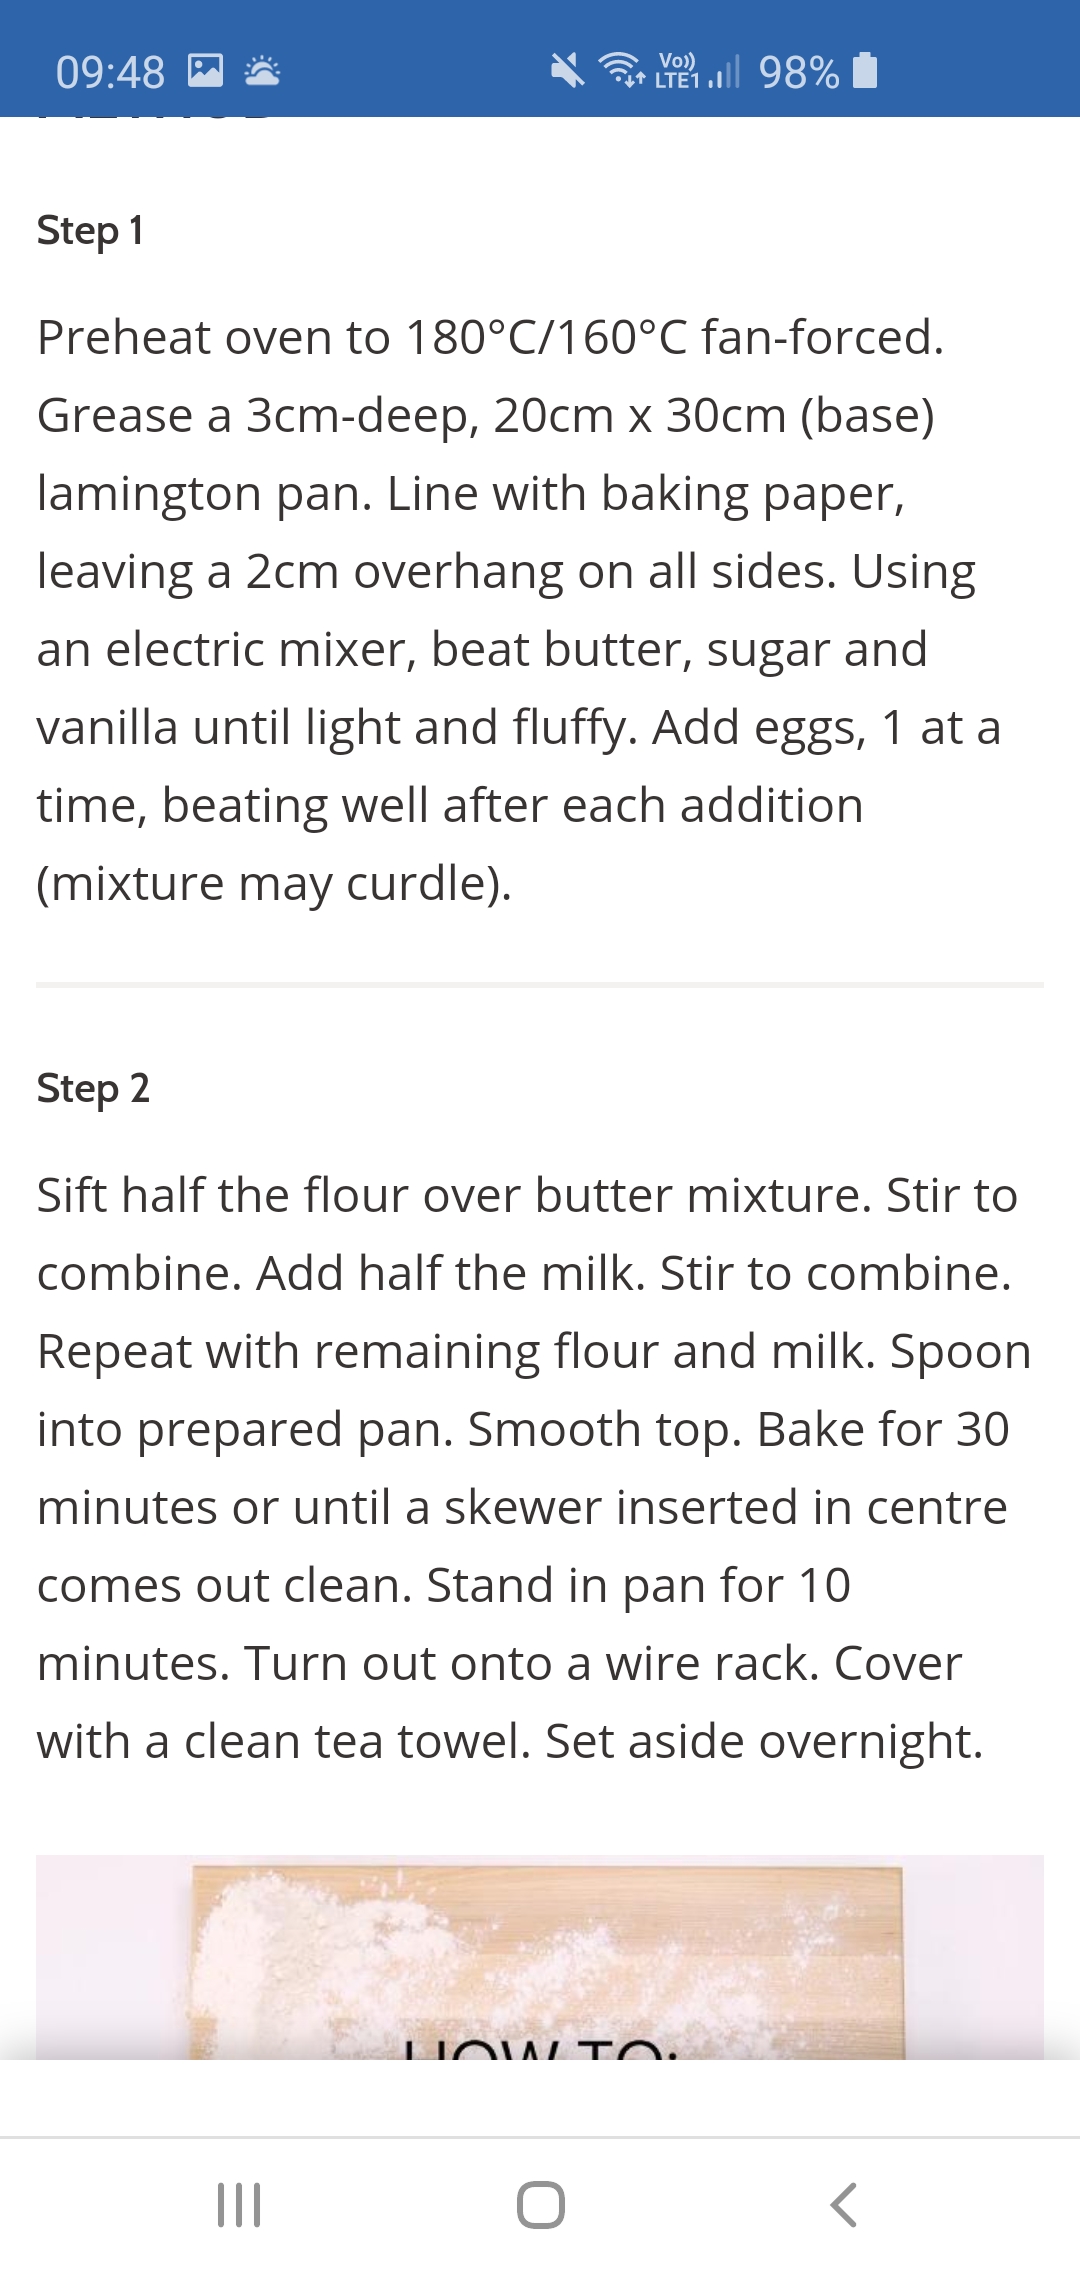 09:48 Vo)) LTE1 98%
Step 1
Preheat oven to 180°C/160°C fan-forced.
Grease a 3cm-deep, 20cm x 30cm (base)
lamington pan. Line with baking paper,
leaving a 2cm overhang on all sides. Using
an electric mixer, beat butter, sugar and
vanilla until light and fluffy. Add eggs, 1 at a
time, beating well after each addition
(mixture may curdle).
Step 2
Sift half the flour over butter mixture. Stir to
combine. Add half the milk. Stir to combine.
Repeat with remaining flour and milk. Spoon
into prepared pan. Smooth top. Bake for 30
minutes or until a skewer inserted in centre
comes out clean. Stand in pan for 10
minutes. Turn out onto a wire rack. Cover
with a clean tea towel. Set aside overnight.
HOW TO: